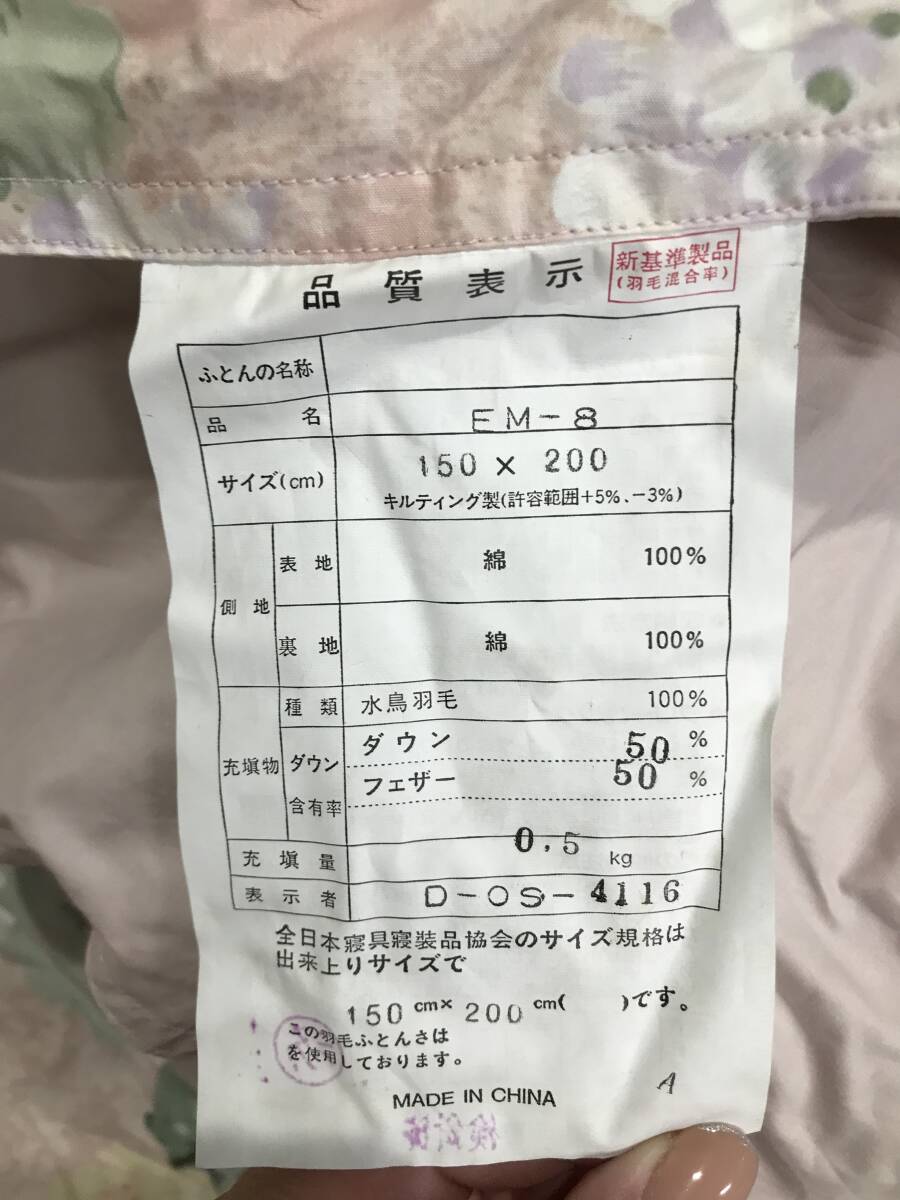 品質表示
新基準製品
(羽毛混合率)
ふとんの名称
品名 EM-8
サイズ(cm) 150 × 200
キルティング製(許容範囲+5%、−3%)
側地 表地 綿 100%
裏地 綿 100%
充填物 種類 水鳥羽毛 100%
ダウン含有率 ダウン 50 %
フェザー 50 %
充填量 0.5 kg
表示者 D-OS-4116
全日本寝具寝装品協会のサイズ規格は
出来上りサイズで
150 cm× 200 cm( )です。
この羽毛ふとんさは
を使用しております。
A
MADE IN CHINA